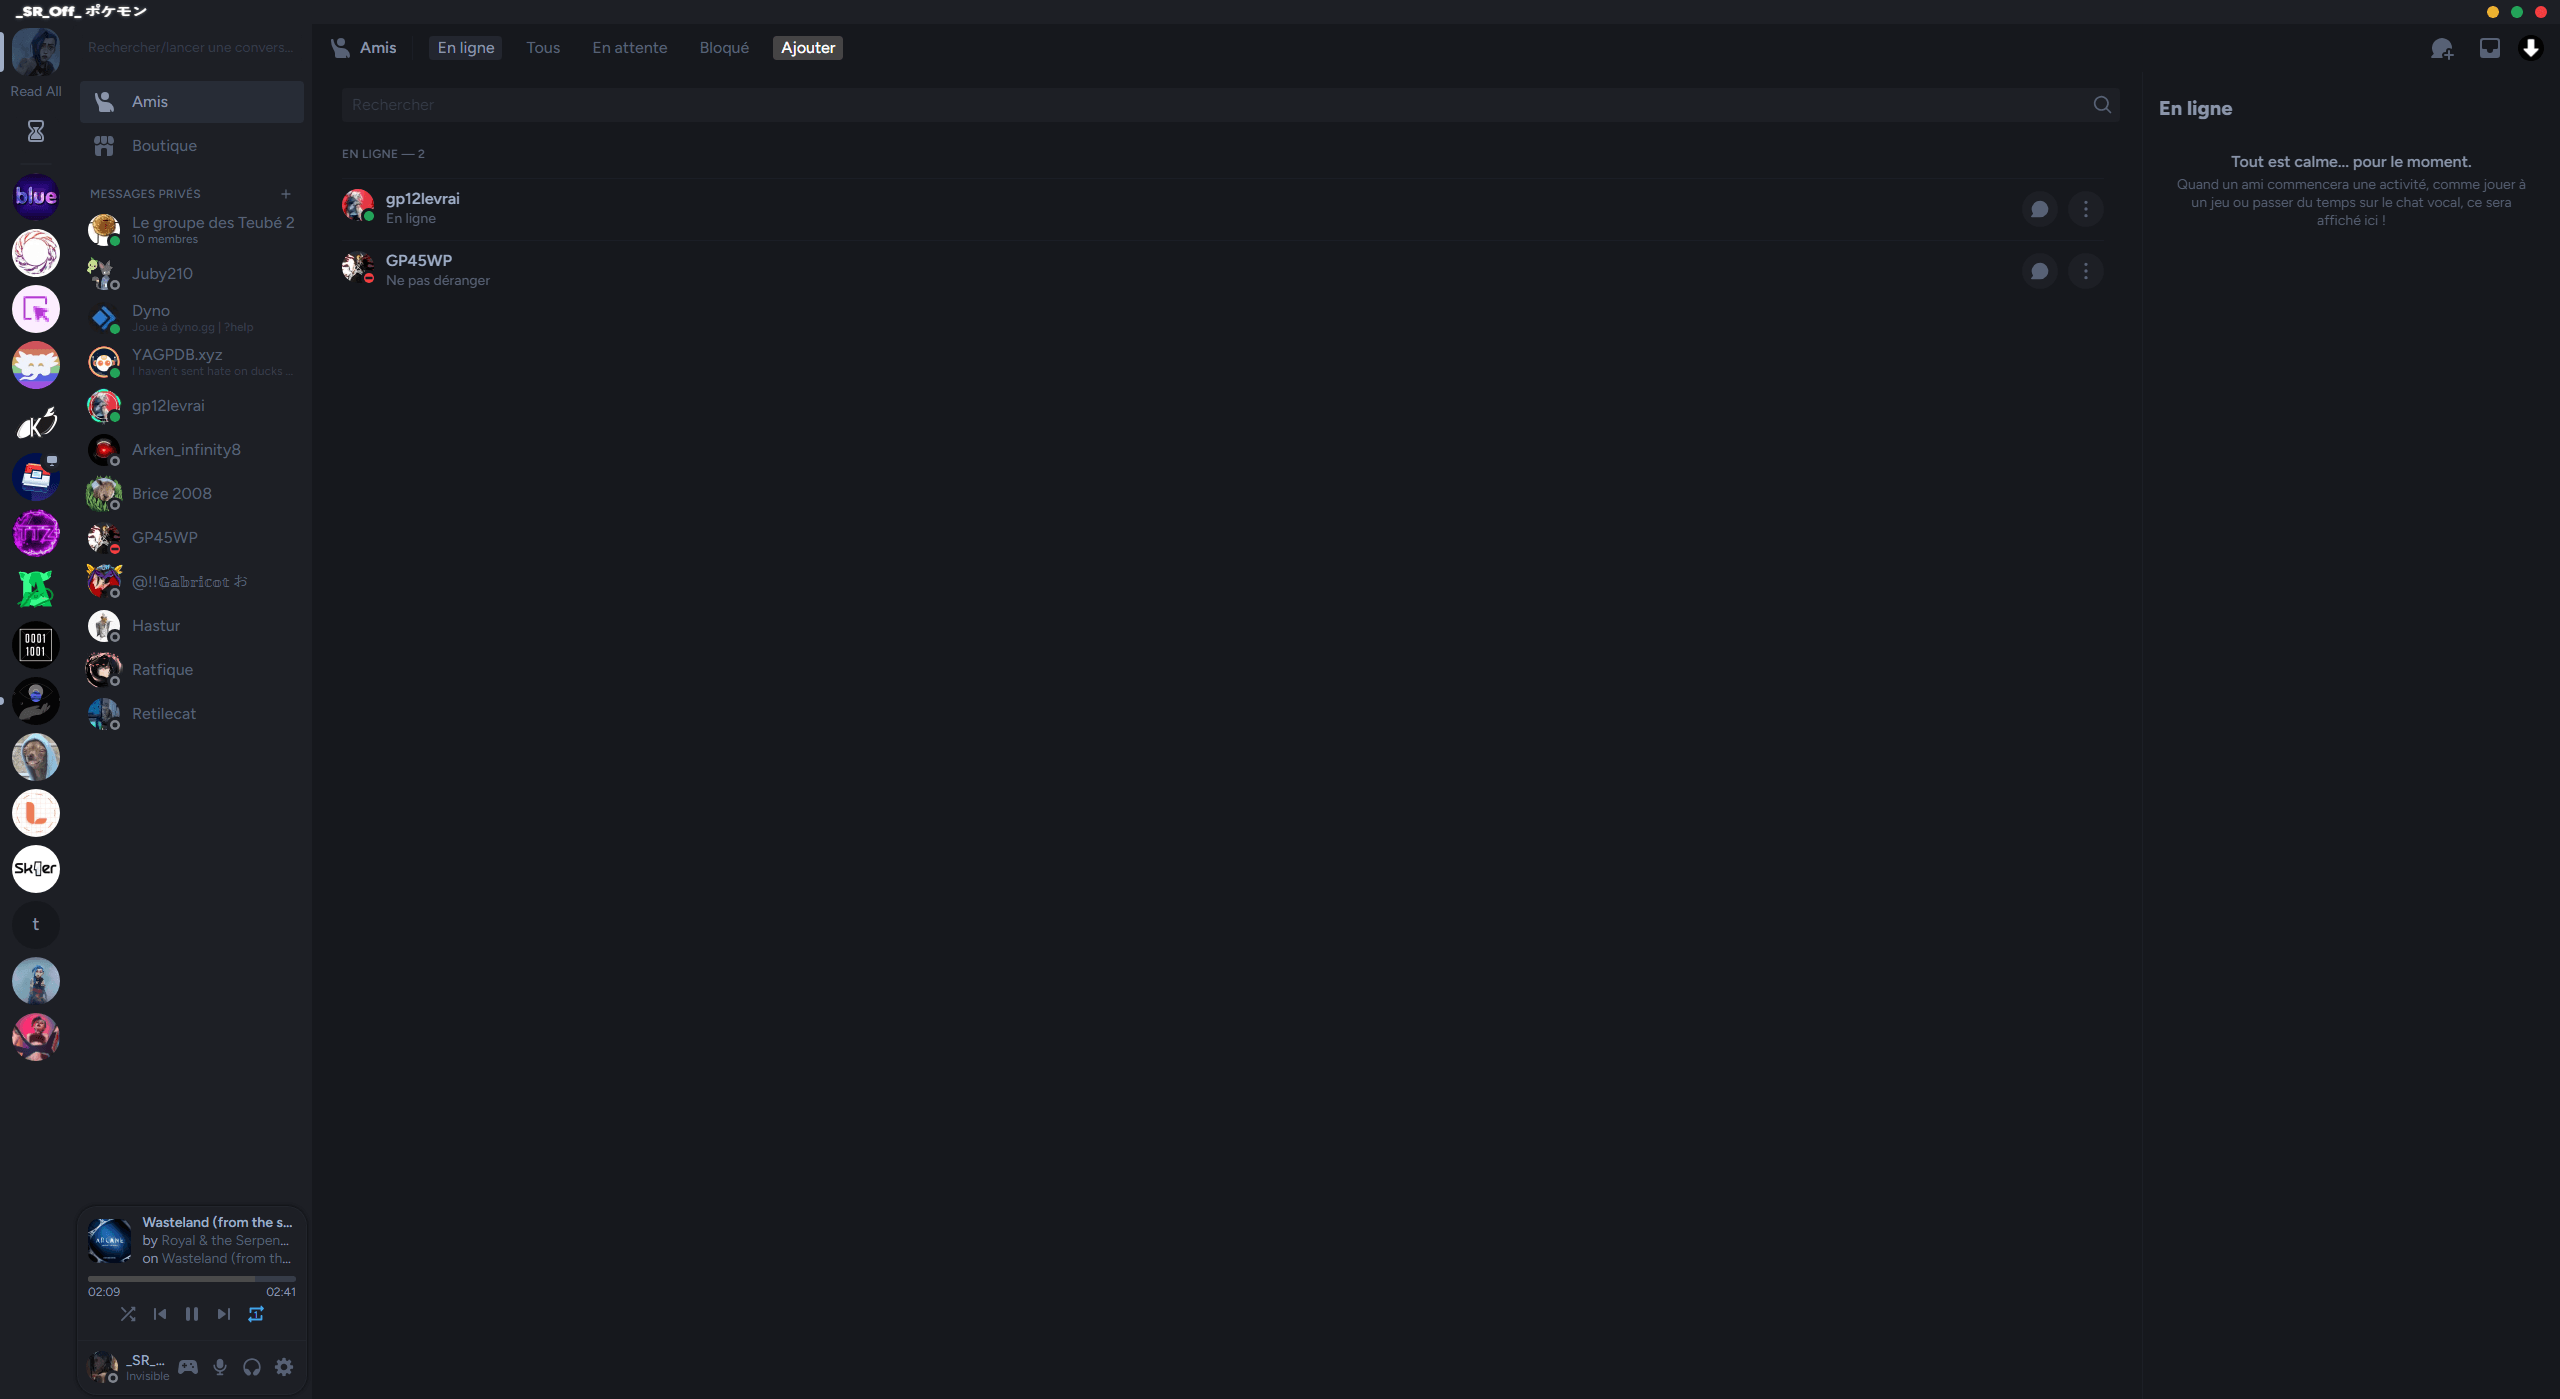 _SR_Off_ ポケモン
Rechercher/lancer une convers...
Read All
Amis
Boutique
MESSAGES PRIVÉS
Le groupe des Teubé 2
10 membres
Juby210
Dyno
Joue à dyno.gg | ?help
YAGPDB.xyz
I haven't sent hate on ducks ...
gp12levrai
Arken_infinity8
Brice 2008
GP45WP
@!!𝔾𝕒𝕓𝕣𝕚𝕔𝕠𝕥 お
Hastur
Ratfique
Retilecat
blue
K
TTZ
0001
1001
L
Sk1er
t
ARCANE
Wasteland (from the s...
by Royal & the Serpen...
on Wasteland (from th...
02:09 02:41
_SR_...
Invisible
Amis En ligne Tous En attente Bloqué Ajouter
Rechercher
EN LIGNE — 2
gp12levrai
En ligne
GP45WP
Ne pas déranger
En ligne
Tout est calme... pour le moment.
Quand un ami commencera une activité, comme jouer à
un jeu ou passer du temps sur le chat vocal, ce sera
affiché ici !